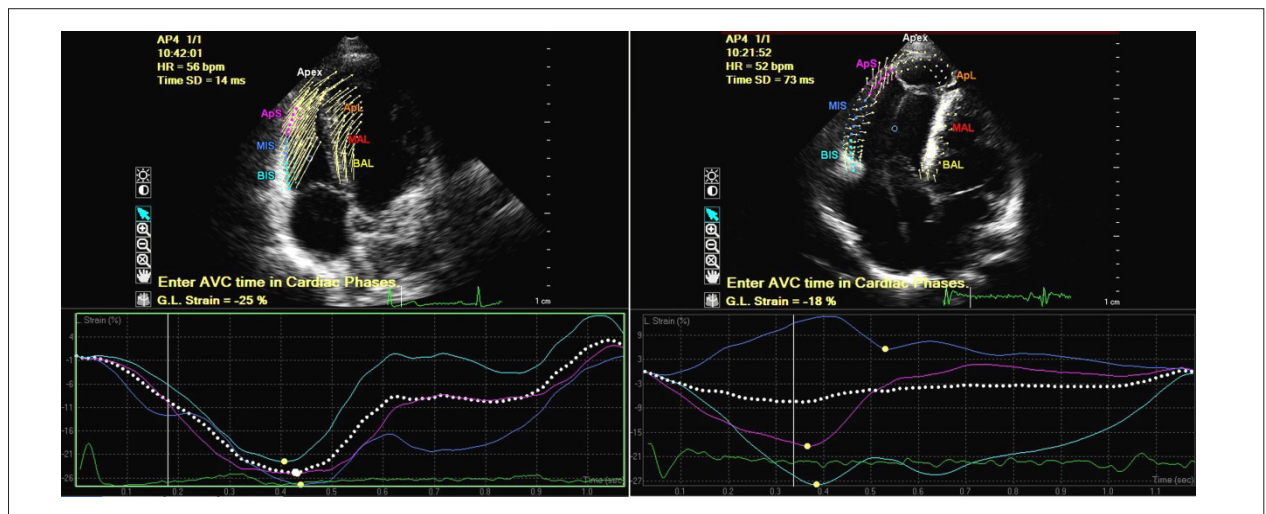 AP4 1/1
10:42:01
HR = 56 bpm
Time SD = 14 ms
Apex
ApS
ApL
MIS
MAL
BIS
BAL
Enter AVC time in Cardiac Phases.
G.L. Strain = -25 %
1 cm
Strain (%)
4
-1
-6
-11
-16
-21
-26
0.1
0.2
0.3
0.4
0.5
0.6
0.7
0.8
0.9
1.0
Time (sec)
AP4 1/1
10:21:52
HR = 52 bpm
Time SD = 73 ms
Apex
ApS
ApL
MIS
MAL
BIS
BAL
Enter AVC time in Cardiac Phases.
G.L. Strain = -18 %
1 cm
L. Strain (%)
9
3
-3
-9
-15
-21
-27
0.1
0.2
0.3
0.4
0.5
0.6
0.7
0.8
0.9
1.0
1.1
Time (sec)